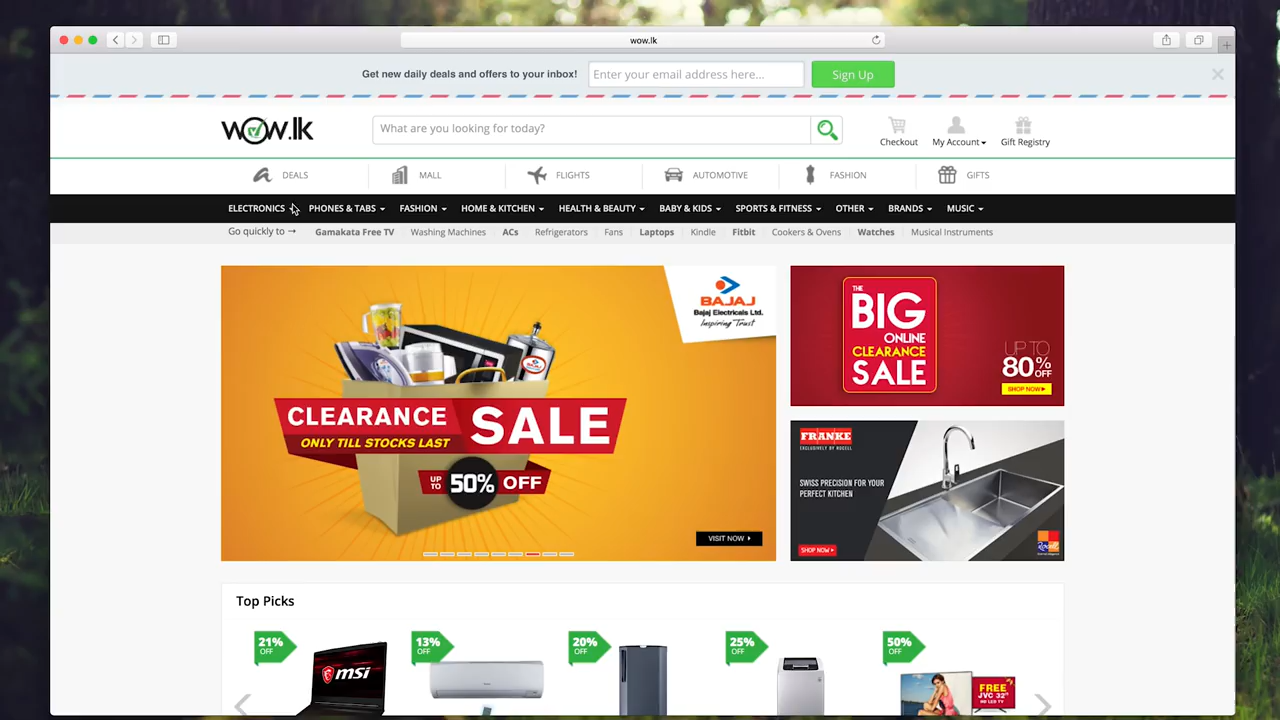 wow.lk
Get new daily deals and offers to your inbox!
Enter your email address here...
Sign Up
wow.lk
What are you looking for today?
Checkout
My Account
Gift Registry
DEALS
MALL
FLIGHTS
AUTOMOTIVE
FASHION
GIFTS
ELECTRONICS
PHONES & TABS
FASHION
HOME & KITCHEN
HEALTH & BEAUTY
BABY & KIDS
SPORTS & FITNESS
OTHER
BRANDS
MUSIC
Go quickly to →
Gamakata Free TV
Washing Machines
ACs
Refrigerators
Fans
Laptops
Kindle
Fitbit
Cookers & Ovens
Watches
Musical Instruments
BAJAJ
Bajaj Electricals Ltd.
Inspiring Trust
CLEARANCE SALE
ONLY TILL STOCKS LAST
UP TO 50% OFF
VISIT NOW
THE
BIG
ONLINE
CLEARANCE
SALE
UP TO
80% OFF
SHOP NOW
FRANKE
EXCLUSIVELY BY RUZELL
SWISS PRECISION FOR YOUR
PERFECT KITCHEN
SHOP NOW
Top Picks
21% OFF
13% OFF
20% OFF
25% OFF
50% OFF
msi
FREE
JVC 32"
HD LED TV